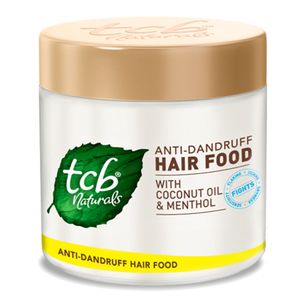 ANTI-DANDRUFF
HAIR FOOD
WITH
COCONUT OIL
& MENTHOL
FIGHTS
tcb
Naturals®
ANTI-DANDRUFF HAIR FOOD